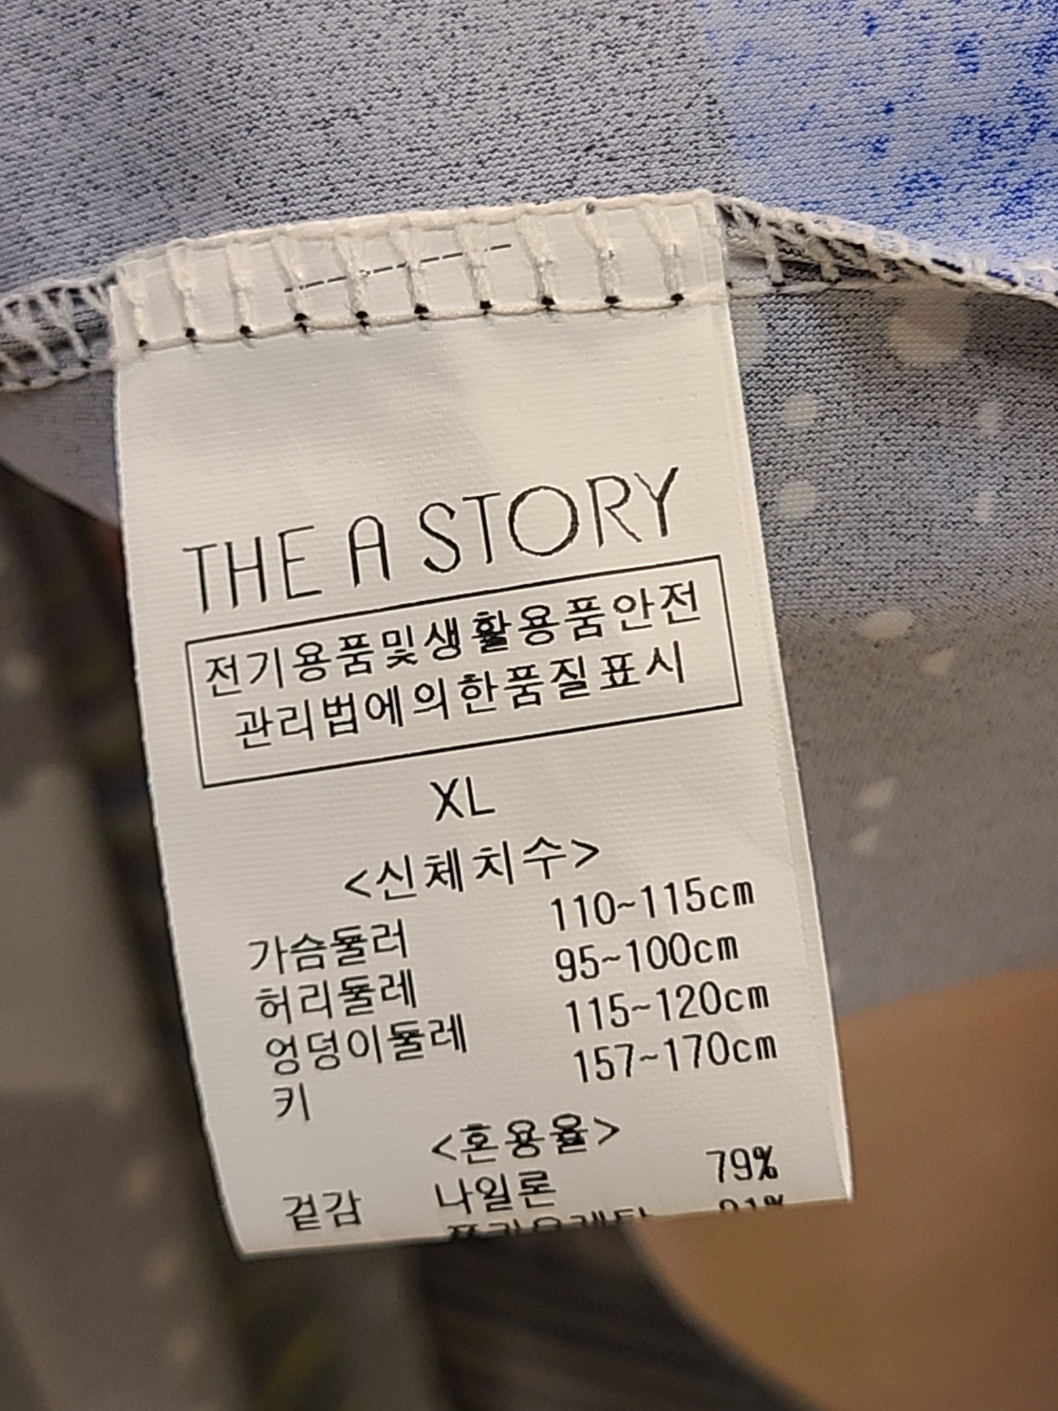 THE A STORY
전기용품및생활용품안전
관리법에의한품질표시
XL
<신체치수>
가슴둘러 110~115cm
허리둘레 95~100cm
엉덩이둘레 115~120cm
키 157~170cm
<혼용율>
겉감 나일론 79%